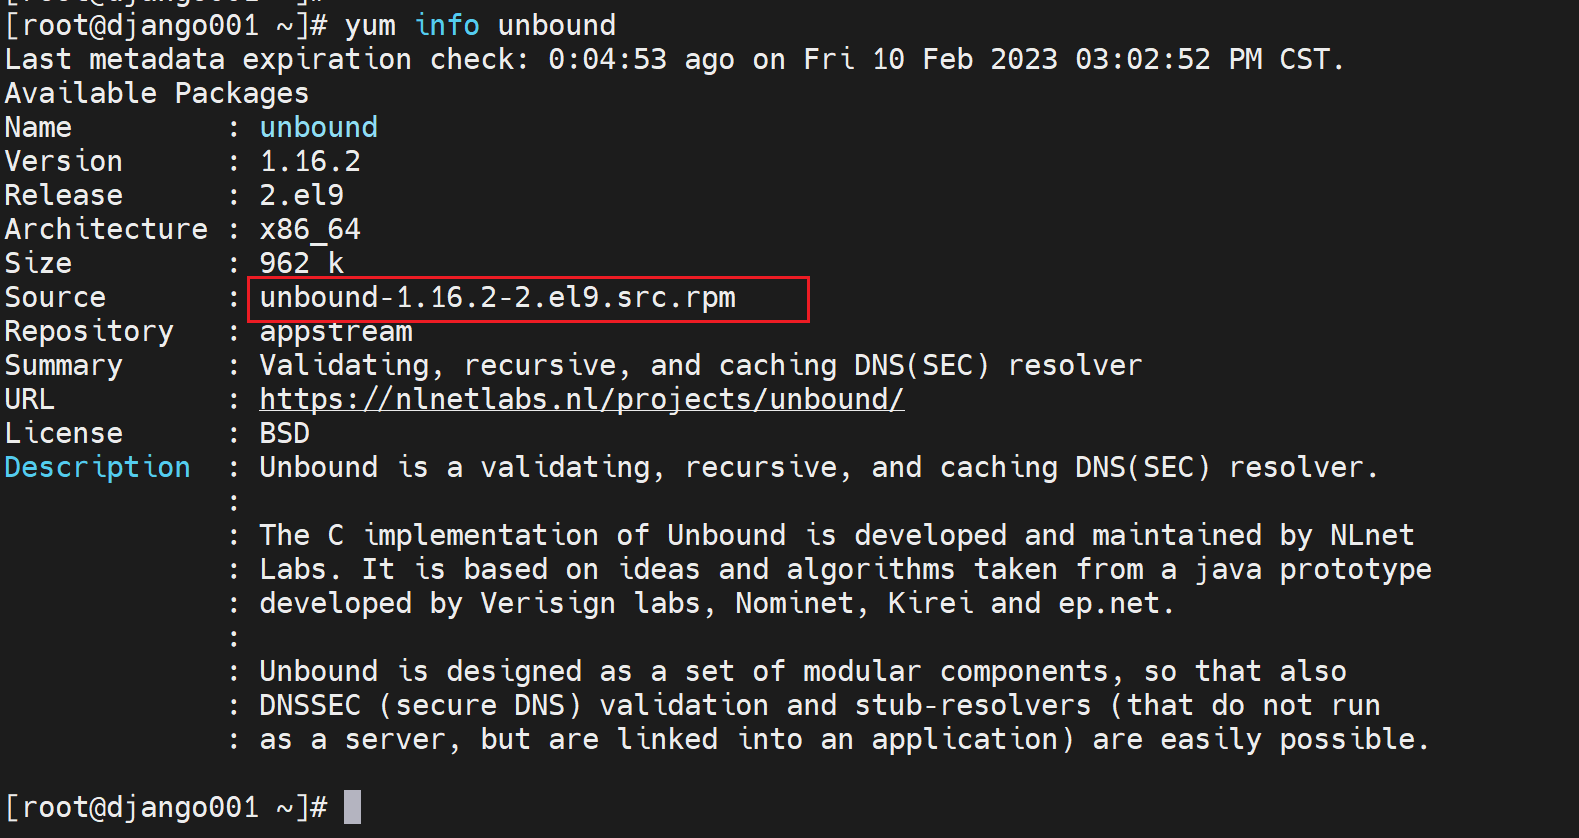 [root@django001 ~]# yum info unbound
Last metadata expiration check: 0:04:53 ago on Fri 10 Feb 2023 03:02:52 PM CST.
Available Packages
Name         : unbound
Version      : 1.16.2
Release      : 2.el9
Architecture : x86_64
Size         : 962 k
Source       : unbound-1.16.2-2.el9.src.rpm
Repository   : appstream
Summary      : Validating, recursive, and caching DNS(SEC) resolver
URL          : https://nlnetlabs.nl/projects/unbound/
License      : BSD
Description  : Unbound is a validating, recursive, and caching DNS(SEC) resolver.
             :
             : The C implementation of Unbound is developed and maintained by NLnet
             : Labs. It is based on ideas and algorithms taken from a java prototype
             : developed by Verisign labs, Nominet, Kirei and ep.net.
             :
             : Unbound is designed as a set of modular components, so that also
             : DNSSEC (secure DNS) validation and stub-resolvers (that do not run
             : as a server, but are linked into an application) are easily possible.
[root@django001 ~]#